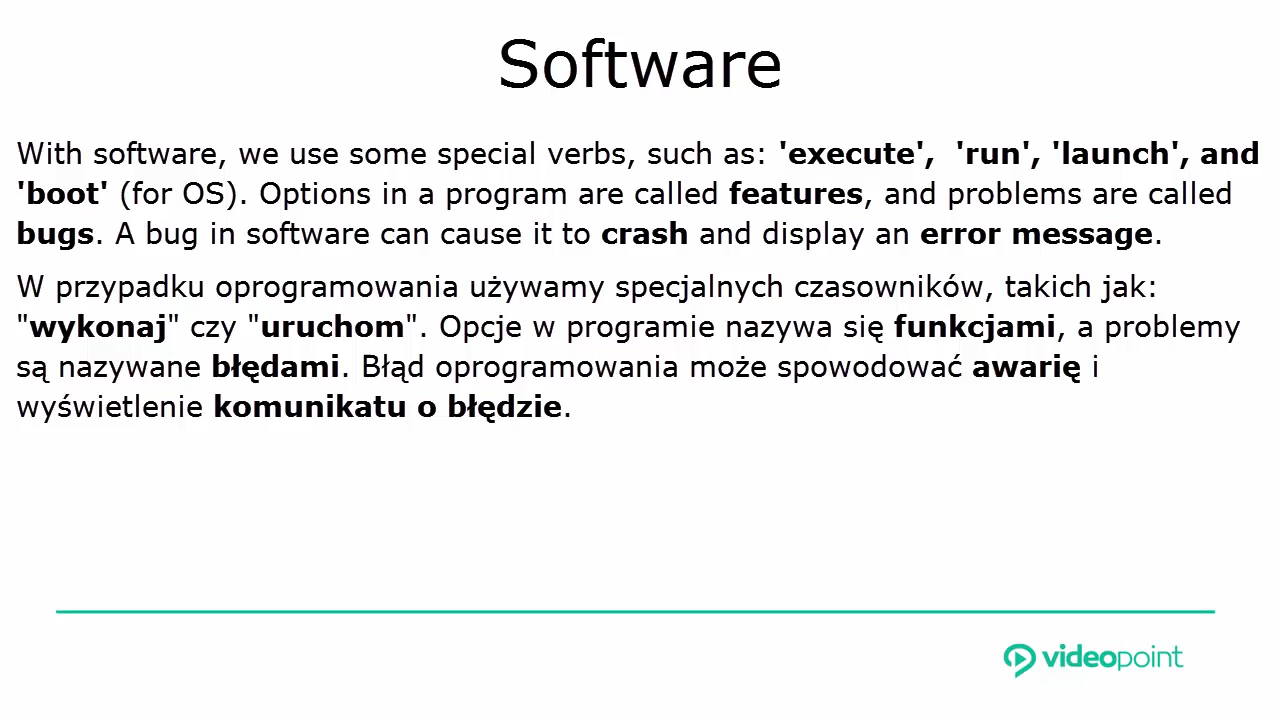 Software
With software, we use some special verbs, such as: 'execute',  'run', 'launch', and
'boot' (for OS). Options in a program are called features, and problems are called
bugs. A bug in software can cause it to crash and display an error message.
W przypadku oprogramowania używamy specjalnych czasowników, takich jak:
"wykonaj" czy "uruchom". Opcje w programie nazywa się funkcjami, a problemy
są nazywane błędami. Błąd oprogramowania może spowodować awarię i
wyświetlenie komunikatu o błędzie.
videopoint